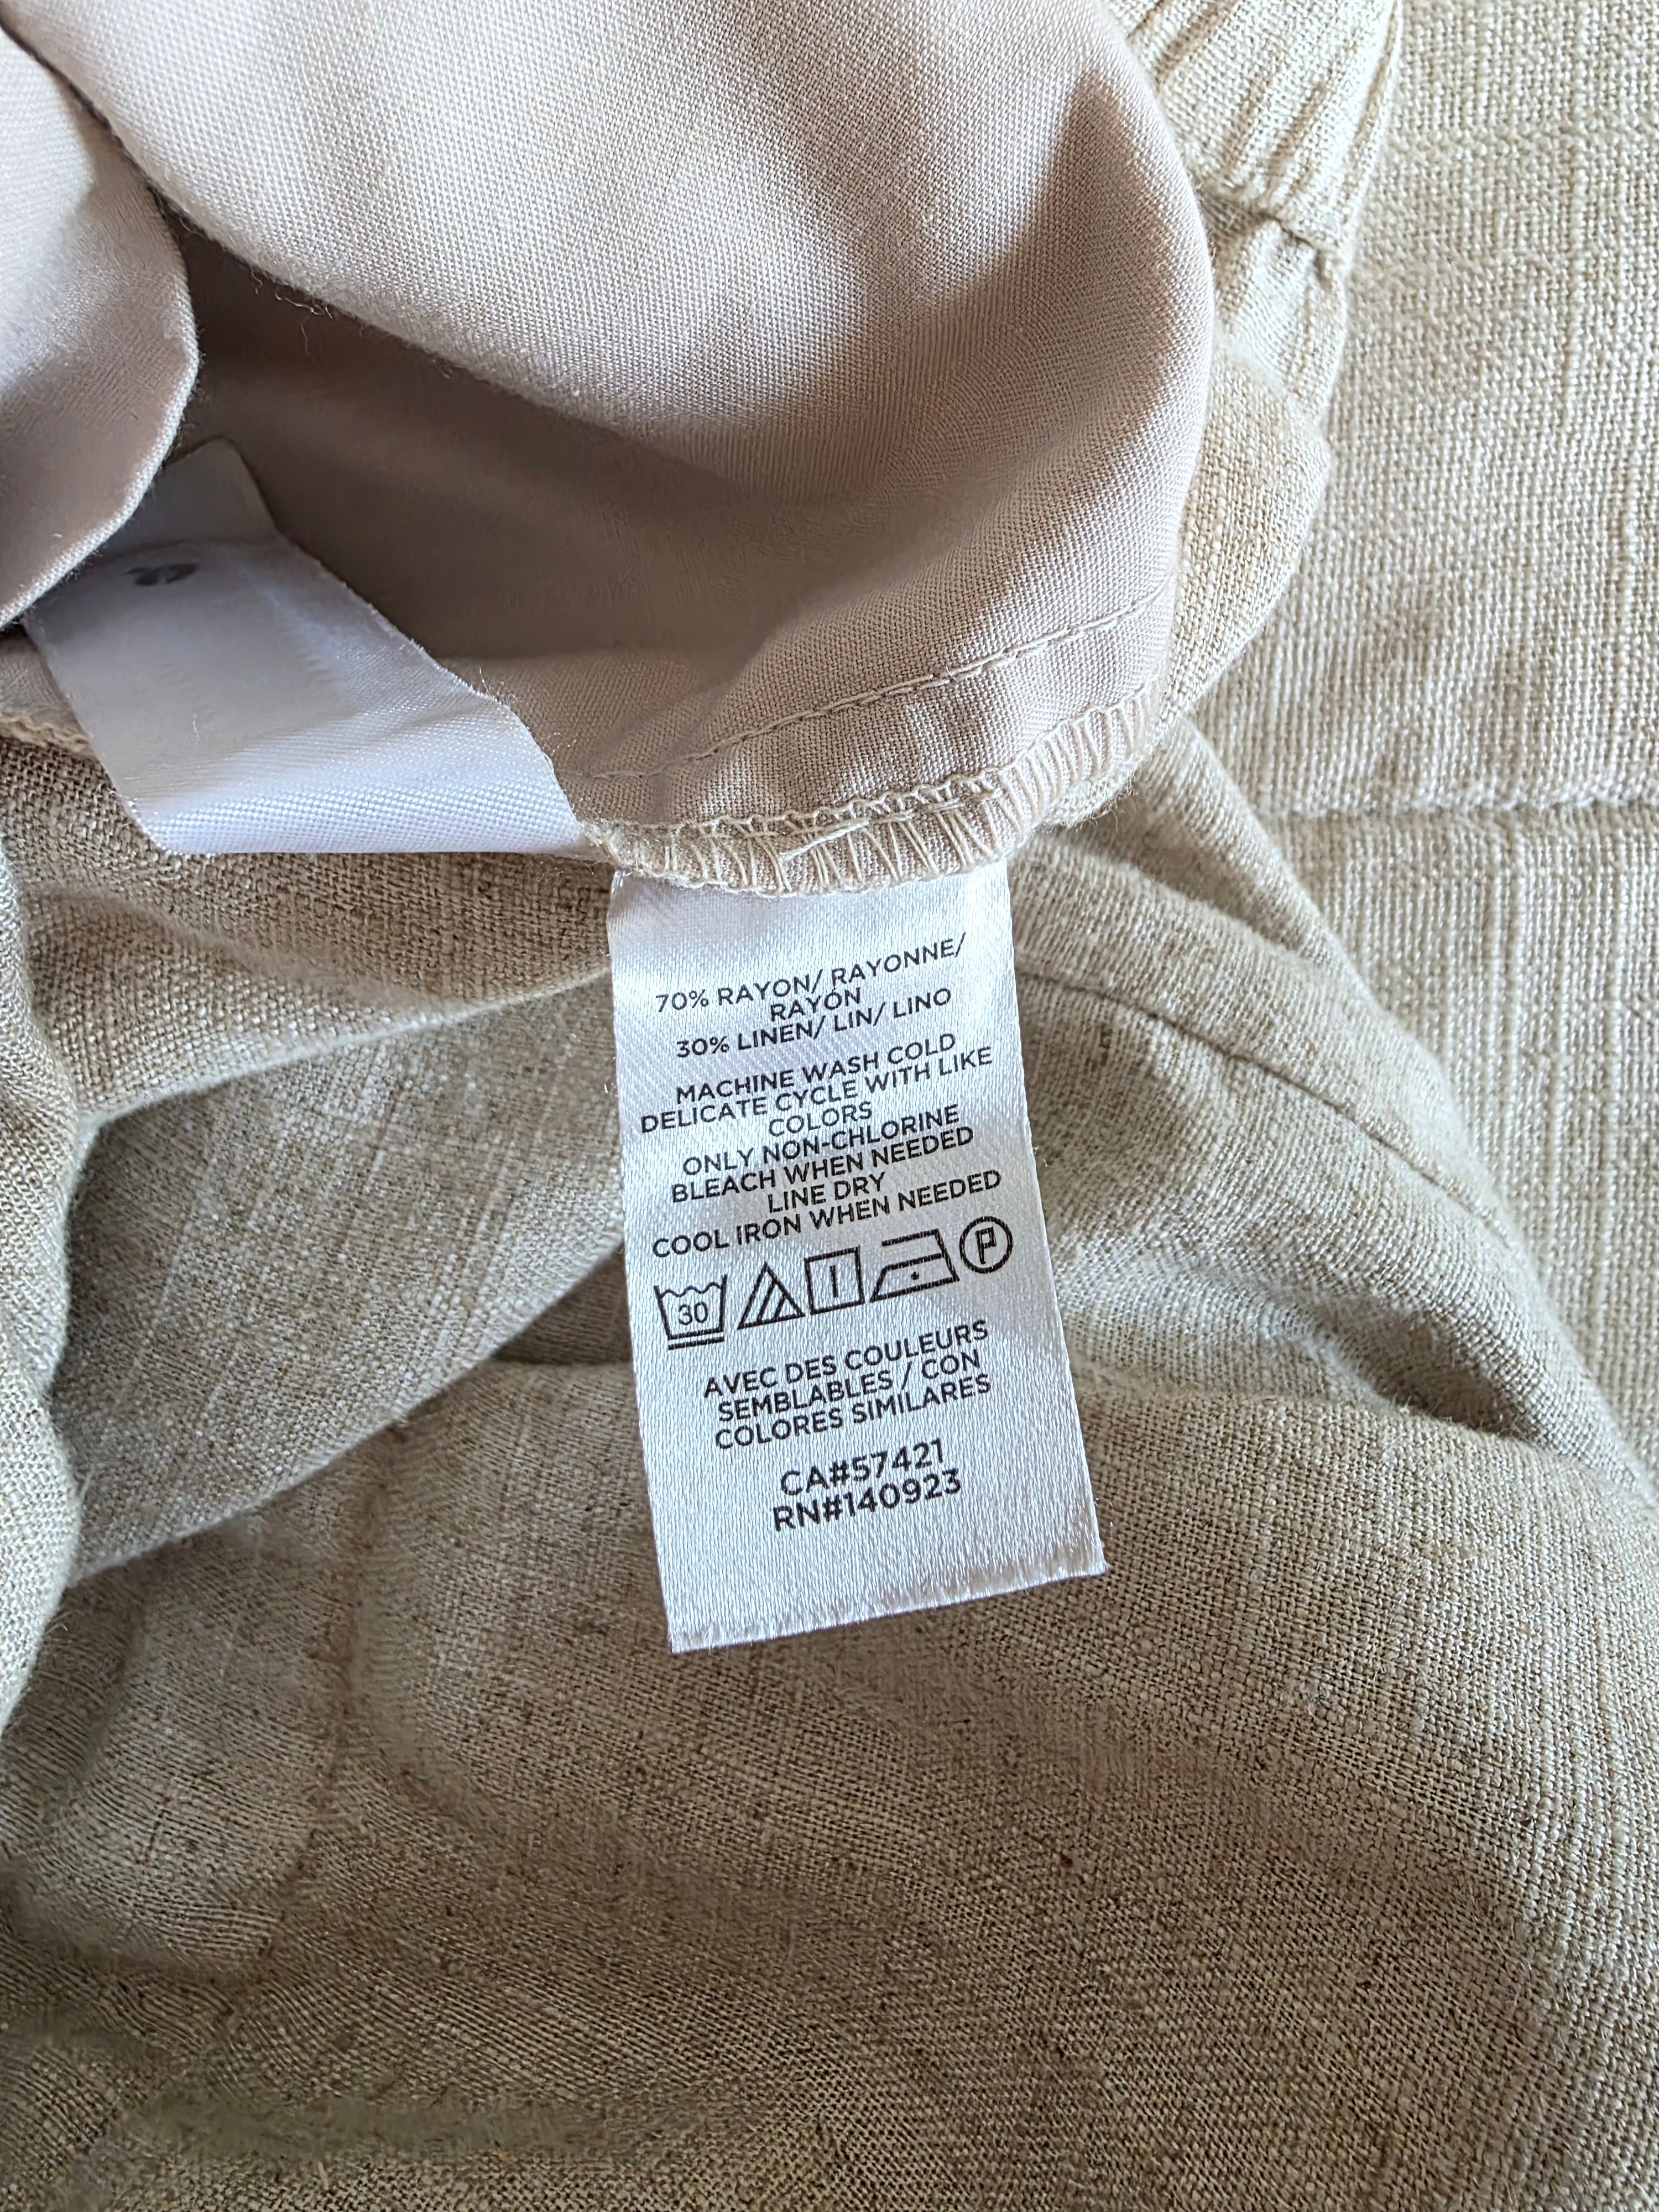 70% RAYON/ RAYONNE/
RAYÓN
30% LINEN/ LIN/ LINO
MACHINE WASH COLD
DELICATE CYCLE WITH LIKE
COLORS
ONLY NON-CHLORINE
BLEACH WHEN NEEDED
LINE DRY
COOL IRON WHEN NEEDED
30 P
AVEC DES COULEURS
SEMBLABLES / CON
COLORES SIMILARES
CA#57421
RN#140923